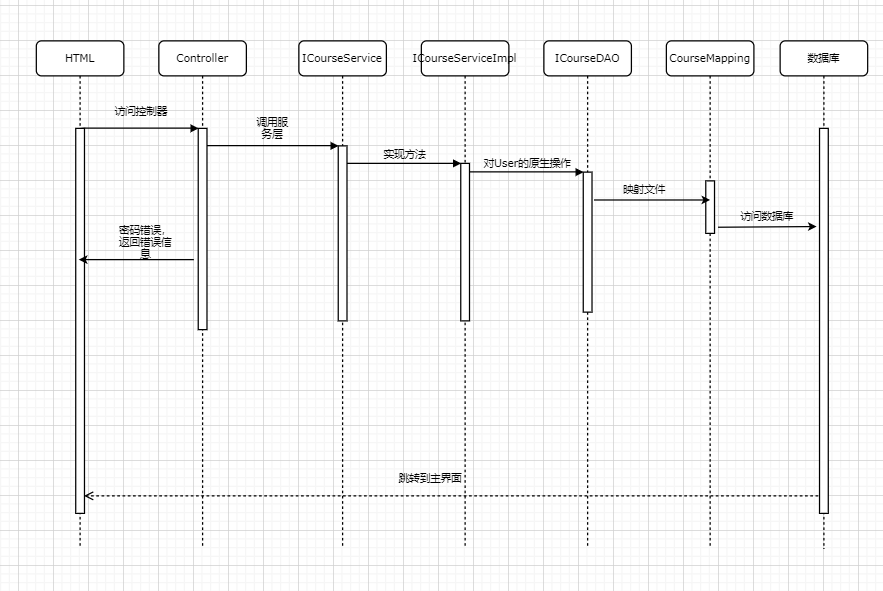 HTML
Controller
ICourseService
ICourseServiceImpl
ICourseDAO
CourseMapping
数据库
访问控制器
调用服
务层
实现方法
对User的原生操作
映射文件
访问数据库
密码错误，
返回错误信
息
跳转到主界面